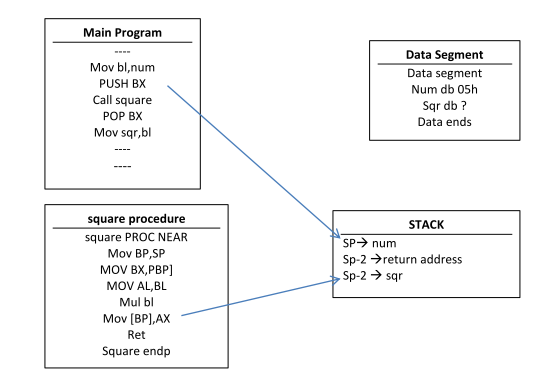 Main Program
----
Mov bl,num
PUSH BX
Call square
POP BX
Mov sqr,bl
----
----
Data Segment
Data segment
Num db 05h
Sqr db ?
Data ends
square procedure
square PROC NEAR
Mov BP,SP
MOV BX,PBP]
MOV AL,BL
Mul bl
Mov [BP],AX
Ret
Square endp
STACK
SP→ num
Sp-2 →return address
Sp-2 → sqr